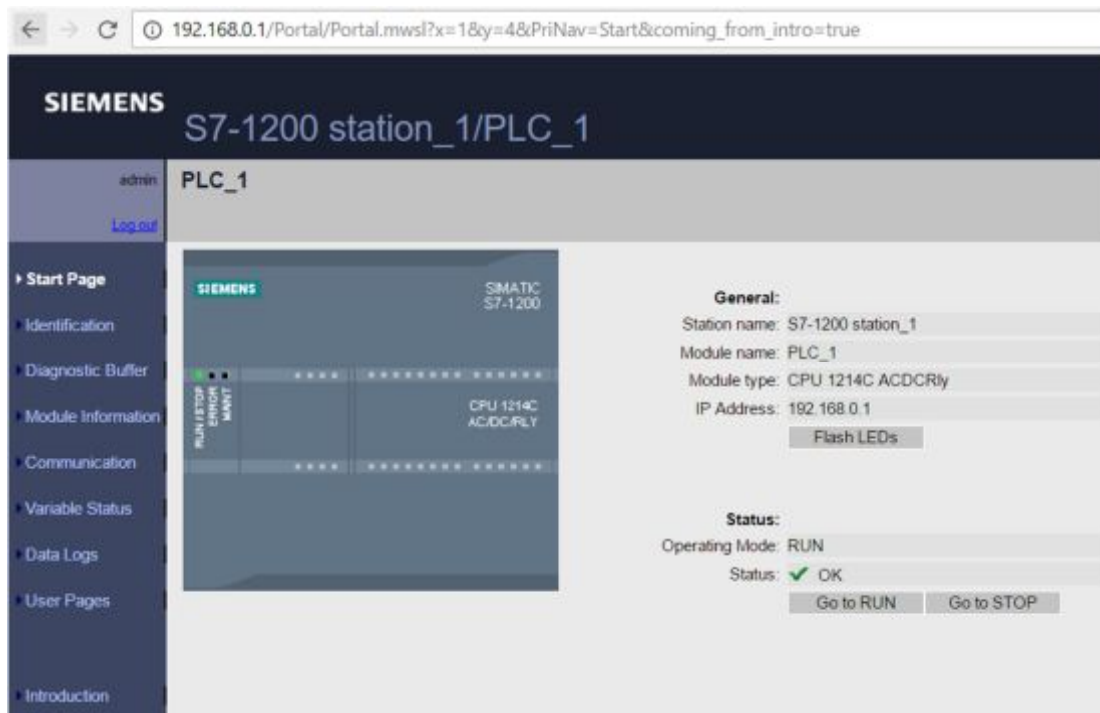 192.168.0.1/Portal/Portal.mwsl?x=1&y=4&PriNav=Start&coming_from_intro=true
SIEMENS
S7-1200 station_1/PLC_1
admin
PLC_1
Log out
Start Page
Identification
Diagnostic Buffer
Module Information
Communication
Variable Status
Data Logs
User Pages
Introduction
SIEMENS
SIMATIC
S7-1200
RUN / STOP
ERROR
MAINT
CPU 1214C
AC/DC/RLY
General:
Station name: S7-1200 station_1
Module name: PLC_1
Module type: CPU 1214C ACDCRly
IP Address: 192.168.0.1
Flash LEDs
Status:
Operating Mode: RUN
Status: OK
Go to RUN Go to STOP